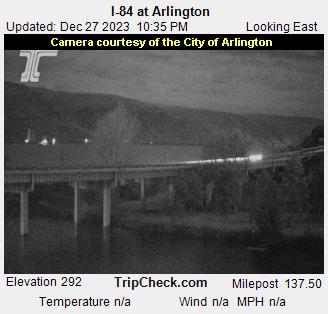 I-84 at Arlington
Updated: Dec 27 2023 10:35 PM Looking East
Camera courtesy of the City of Arlington
Elevation 292 TripCheck.com Milepost 137.50
Temperature n/a Wind n/a MPH n/a